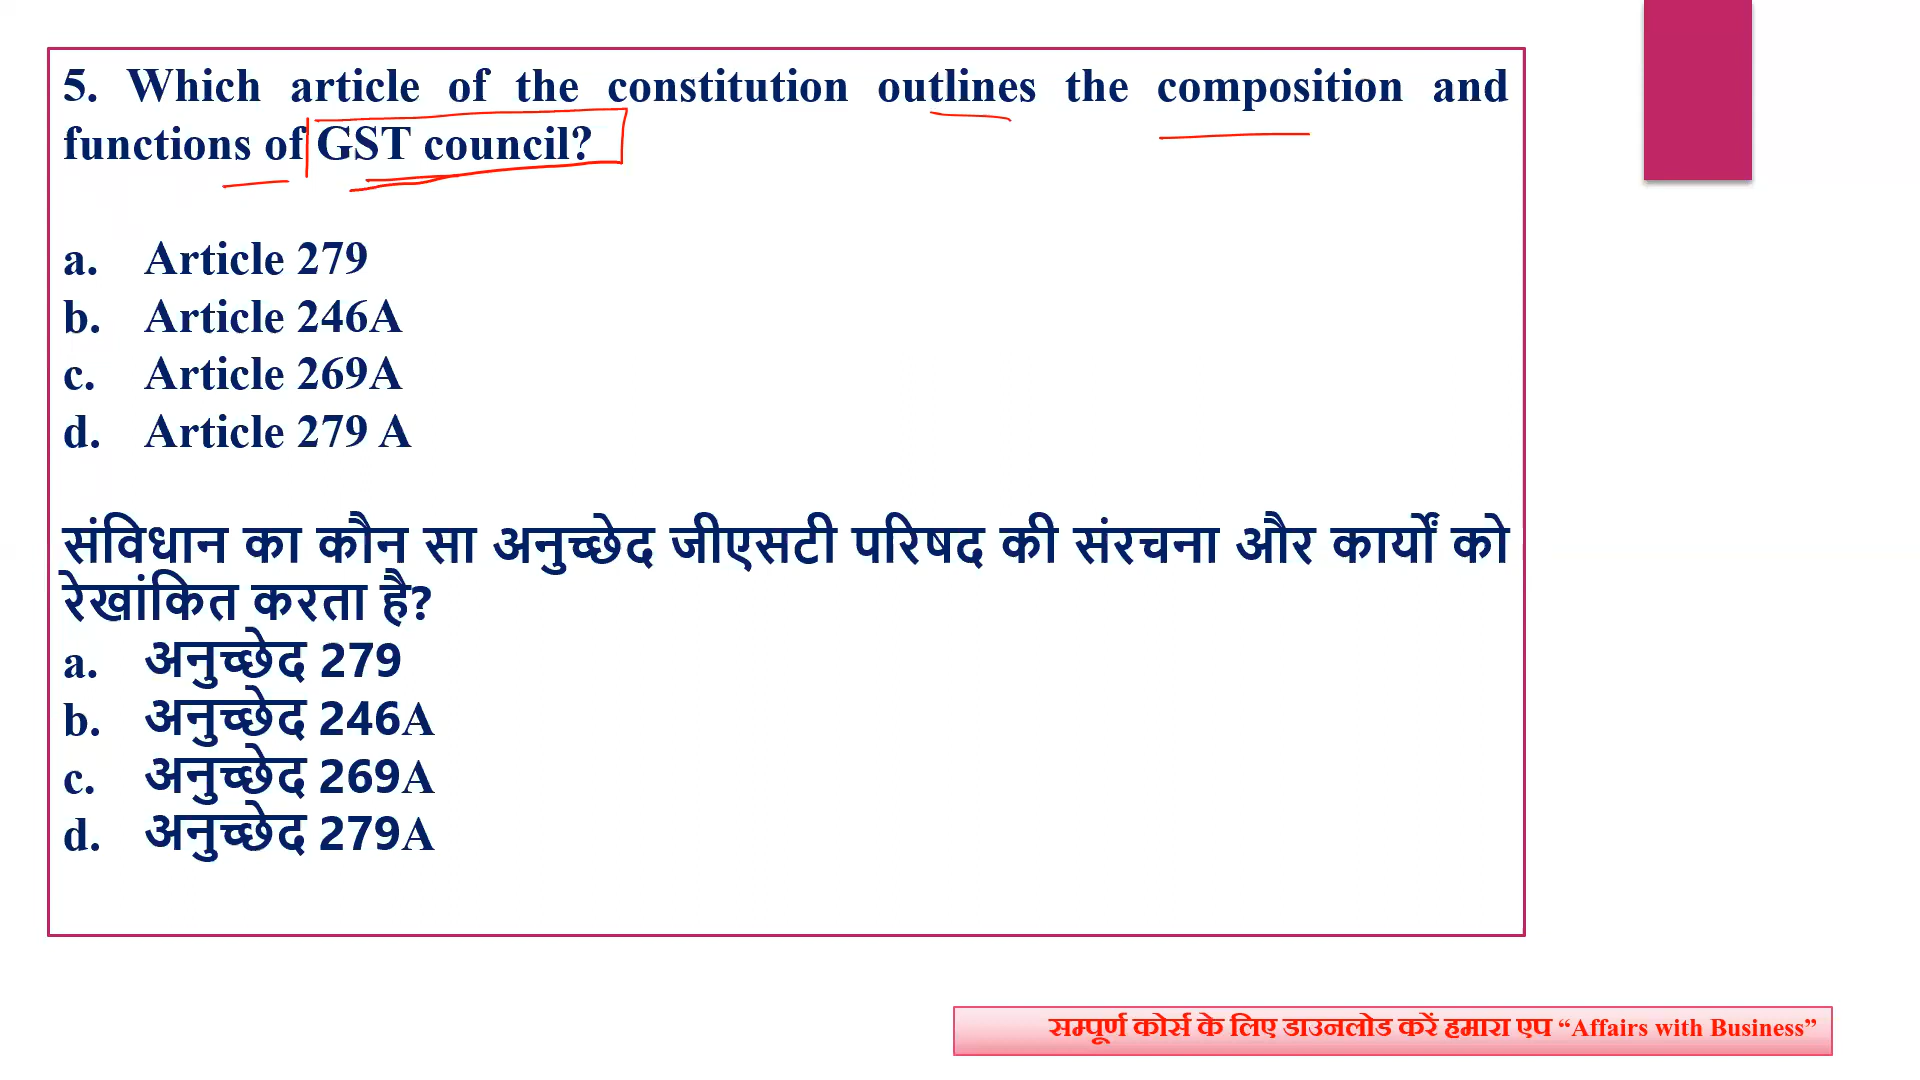 5. Which article of the constitution outlines the composition and
functions of GST council?
a. Article 279
b. Article 246A
c. Article 269A
d. Article 279 A
संविधान का कौन सा अनुच्छेद जीएसटी परिषद की संरचना और कार्यों को
रेखांकित करता है?
a. अनुच्छेद 279
b. अनुच्छेद 246A
c. अनुच्छेद 269A
d. अनुच्छेद 279A
सम्पूर्ण कोर्स के लिए डाउनलोड करें हमारा एप “Affairs with Business”